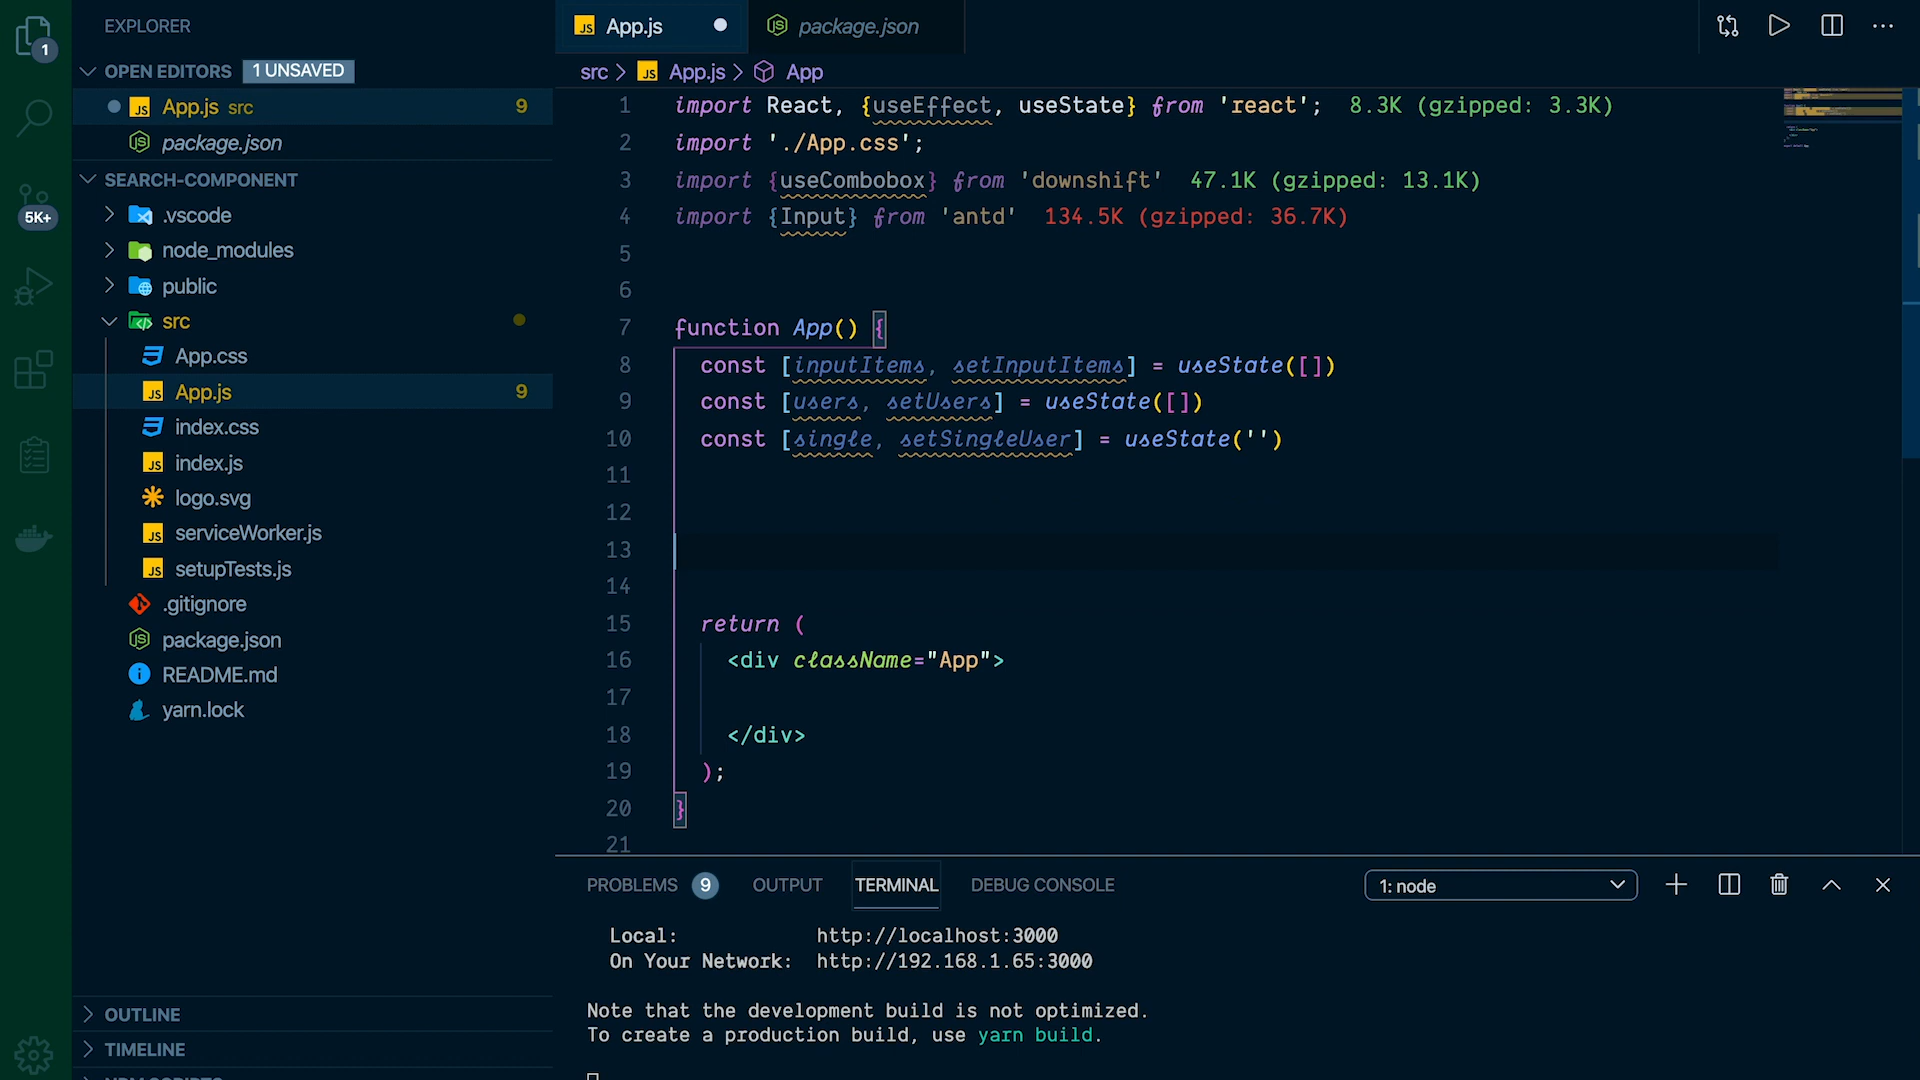 EXPLORER
1
OPEN EDITORS 1 UNSAVED
App.js src 9
package.json
SEARCH-COMPONENT
.vscode
5K+
node_modules
public
src
App.css
App.js 9
index.css
index.js
logo.svg
serviceWorker.js
setupTests.js
.gitignore
package.json
README.md
yarn.lock
OUTLINE
TIMELINE
NPM SCRIPTS
App.js
package.json
src > App.js > App
1 import React, {useEffect, useState} from 'react'; 8.3K (gzipped: 3.3K)
2 import './App.css';
3 import {useCombobox} from 'downshift' 47.1K (gzipped: 13.1K)
4 import {Input} from 'antd' 134.5K (gzipped: 36.7K)
5
6
7 function App() {
8 const [inputItems, setInputItems] = useState([])
9 const [users, setUsers] = useState([])
10 const [single, setSingleUser] = useState('')
11
12
13
14
15 return (
16 <div className="App">
17
18 </div>
19 );
20 }
21
PROBLEMS 9 OUTPUT TERMINAL DEBUG CONSOLE 1: node
Local: http://localhost:3000
On Your Network: http://192.168.1.65:3000
Note that the development build is not optimized.
To create a production build, use yarn build.